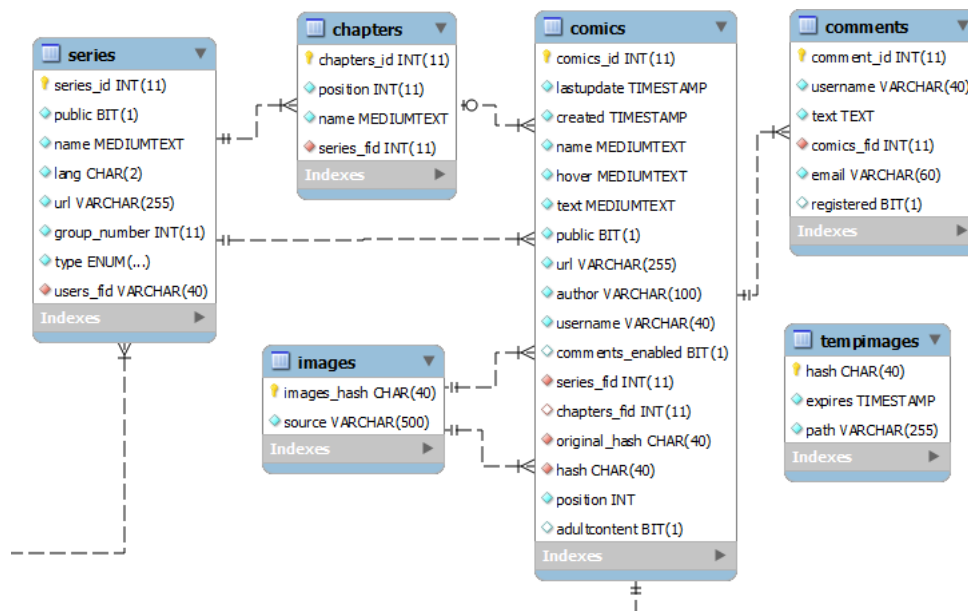 series
series_id INT(11)
public BIT(1)
name MEDIUMTEXT
lang CHAR(2)
url VARCHAR(255)
group_number INT(11)
type ENUM(...)
users_fid VARCHAR(40)
Indexes
chapters
chapters_id INT(11)
position INT(11)
name MEDIUMTEXT
series_fid INT(11)
Indexes
images
images_hash CHAR(40)
source VARCHAR(500)
Indexes
comics
comics_id INT(11)
lastupdate TIMESTAMP
created TIMESTAMP
name MEDIUMTEXT
hover MEDIUMTEXT
text MEDIUMTEXT
public BIT(1)
url VARCHAR(255)
author VARCHAR(100)
username VARCHAR(40)
comments_enabled BIT(1)
series_fid INT(11)
chapters_fid INT(11)
original_hash CHAR(40)
hash CHAR(40)
position INT
adultcontent BIT(1)
Indexes
comments
comment_id INT(11)
username VARCHAR(40)
text TEXT
comics_fid INT(11)
email VARCHAR(60)
registered BIT(1)
Indexes
tempimages
hash CHAR(40)
expires TIMESTAMP
path VARCHAR(255)
Indexes